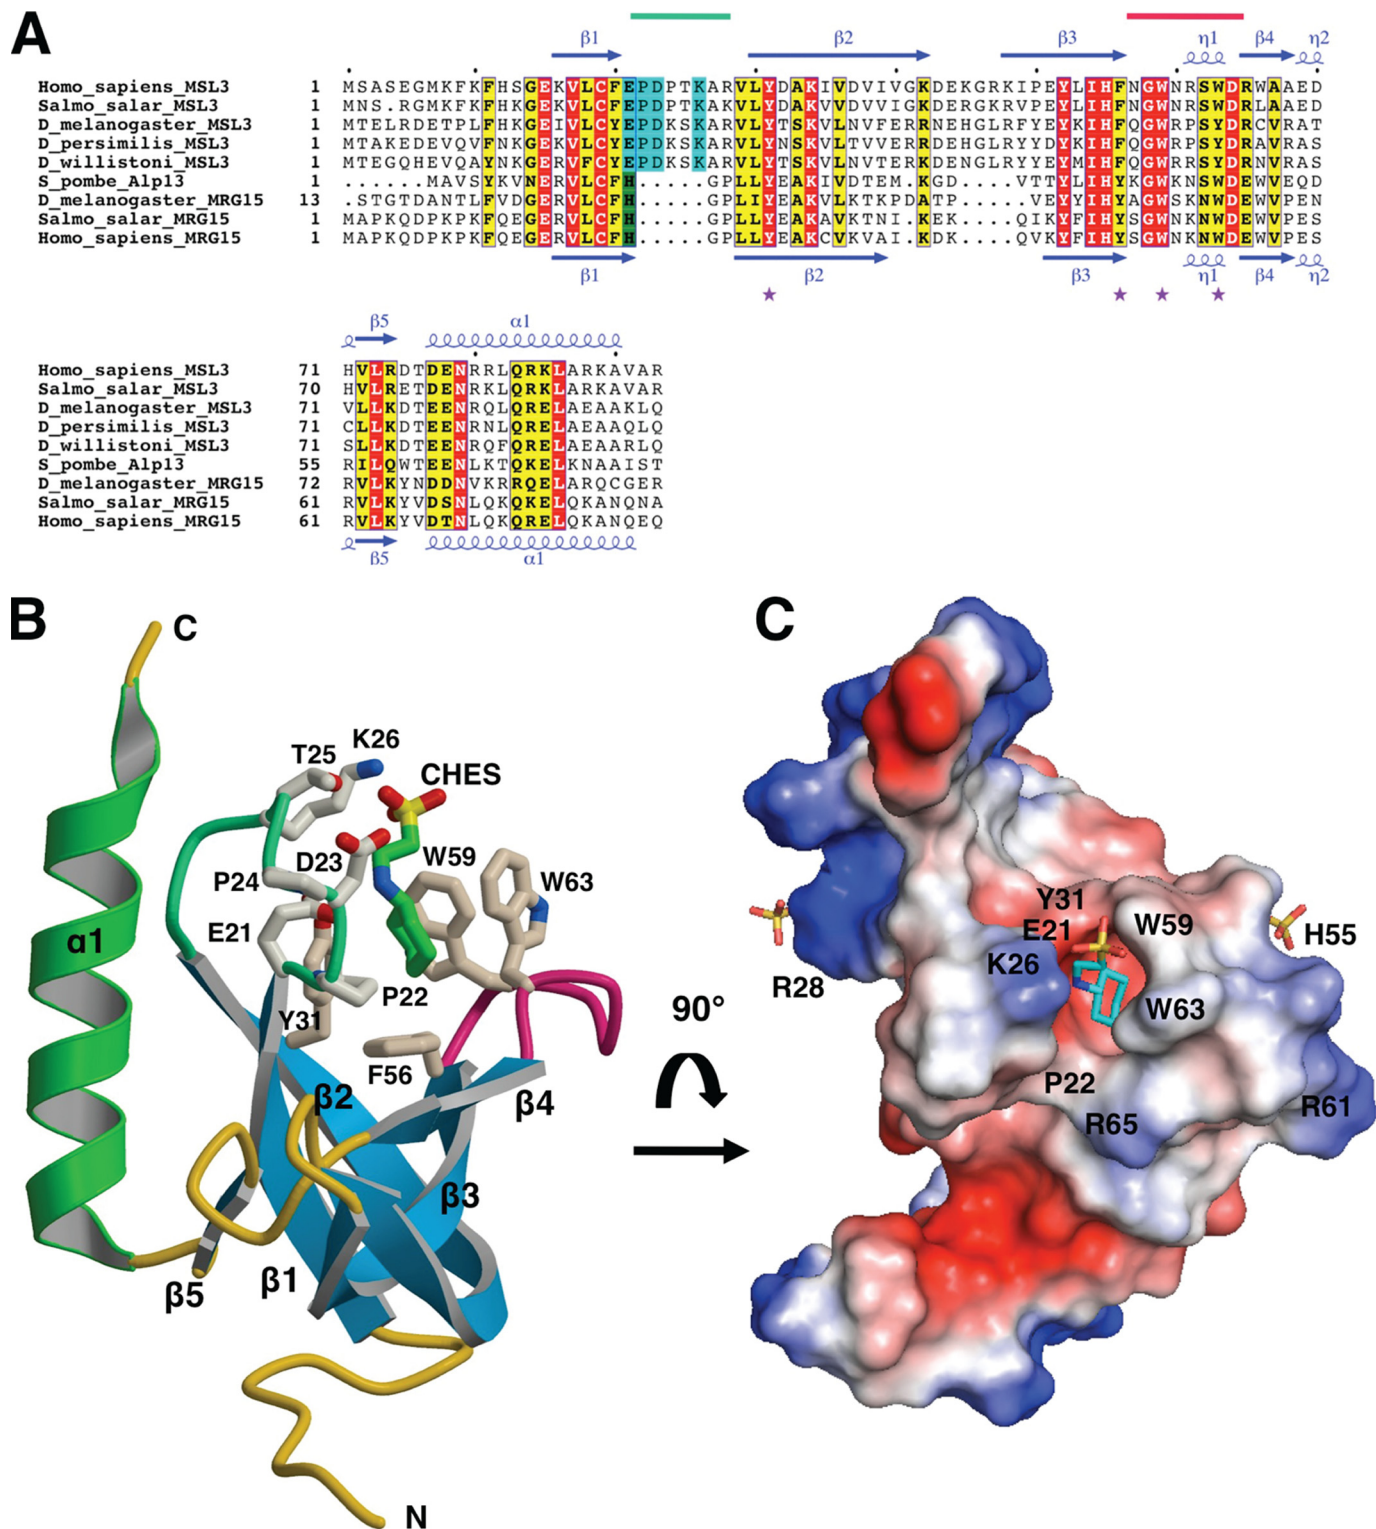 A
β1 β2 β3 η1 β4 η2
Homo_sapiens_MSL3 1 MSASEGMKFKFHSGEKVLCFEPDPTKARVLYDAKIVDVIVGKDEKGRKIPEYLIHFNGWNRSWDRWAAED
Salmo_salar_MSL3 1 MNS.RGMKFKFHSGEKVLCFEPDPTKAKVLYDAKIVDVVIGKDEKGRKIPEYLIHFNGWNRSWDRLAAED
D_melanogaster_MSL3 1 MTELRDETPLFHKGEIVLCYEPDKSKARVLYTSKVLNVFERRNEHGLRFYEYKIHFQGWRPSYDRCVRAT
D_persimilis_MSL3 1 MTAKEDEVQVFNKGEKVLCYEPDKSKARVLYDSKVLTVVERRDEHGLRYYDYKIHFQGWRPSYDRNVRAS
D_willistoni_MSL3 1 MTEGQHEVQAYNKGERVFCYEPDKSKARVLYTSKVLNVTERKDENGLRYYEYMIHFQGWRRSYDRAVRAS
S_pombe_Alp13 1 ......MAVSYKVNERVLCFH.....GPLLYEAKIVDTEM.KGD....VTTYLIHYKGWKNSWDEWVEQD
D_melanogaster_MRG15 13 .STGTDANTLFVDGERVLCFH.....GPLIYEAKVLKTKPDATP....VEYYIHYAGWSKNWDEWVPEN
Salmo_salar_MRG15 1 MAPKQDPKPKFQEGERVLCFH.....GPLLYEAKAVKTNI.KEK....QIKYFIHYSGWNKNWDEWVPES
Homo_sapiens_MRG15 1 MAPKQDPKPKFQEGERVLCFH.....GPLLYEAKCVKVAI.KDK....QVKYFIHYSGWNKNWDEWVPES
β1 β2 β3 η1 β4 η2
β5 α1
Homo_sapiens_MSL3 71 HVLRDTDENRRLQRKLARKAVAR
Salmo_salar_MSL3 70 HVLRETDENRKLQRKLARKAVAR
D_melanogaster_MSL3 71 VLLKDTEENRQLQRELAEAAKLQ
D_persimilis_MSL3 71 CLLKDTEENRNLQRELAEAAQLQ
D_willistoni_MSL3 71 SLLKDTEENRQFQRELAEAARLQ
S_pombe_Alp13 55 RILQWTEENLKTQKELKNAAIST
D_melanogaster_MRG15 72 RVLKYNDDNVKRRQELARQCGER
Salmo_salar_MRG15 61 RVLKYVDSNLQKQKELQKANQNA
Homo_sapiens_MRG15 61 RVLKYVDTNLQKQRELQKANQEQ
β5 α1
B
C
K26
T25
CHES
W59
D23
W63
P24
E21
α1
P22
Y31
F56
β2
β4
β3
β1
β5
N
90°
C
Y31
E21
W59
H55
K26
R28
W63
P22
R65
R61